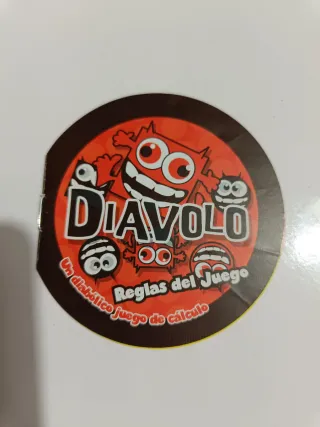 DIAVOLO
Reglas del Juego
Un diabólico juego de cálculo